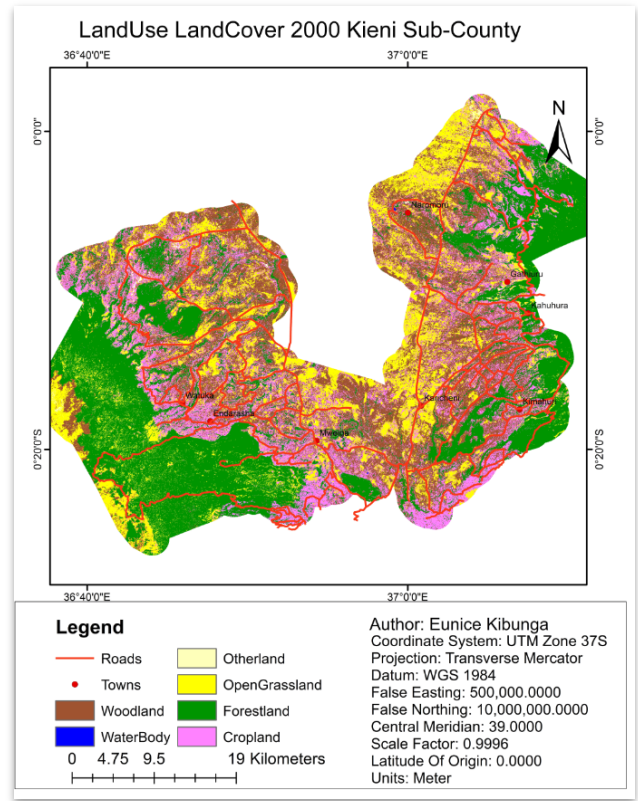 LandUse LandCover 2000 Kieni Sub-County
36°40'0"E
37°0'0"E
N
0°0'0"
0°0'0"
Naromoru
Gathiuru
Kahuhura
Watuka
Endarasha
Kancheni
Kimahuri
Mweiga
0°20'0"S
0°20'0"S
36°40'0"E
37°0'0"E
Legend
Roads
Towns
Woodland
WaterBody
Otherland
OpenGrassland
Forestland
Cropland
0 4.75 9.5 19 Kilometers
Author: Eunice Kibunga
Coordinate System: UTM Zone 37S
Projection: Transverse Mercator
Datum: WGS 1984
False Easting: 500,000.0000
False Northing: 10,000,000.0000
Central Meridian: 39.0000
Scale Factor: 0.9996
Latitude Of Origin: 0.0000
Units: Meter